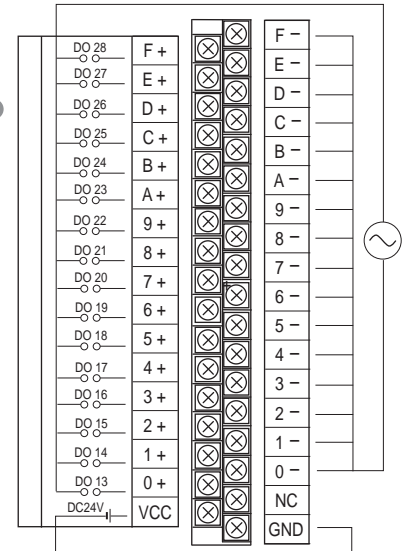 DO 28 F + F −
DO 27 E + E −
DO 26 D + D −
DO 25 C + C −
DO 24 B + B −
DO 23 A + A −
DO 22 9 + 9 −
DO 21 8 + 8 −
DO 20 7 + 7 −
DO 19 6 + 6 −
DO 18 5 + 5 −
DO 17 4 + 4 −
DO 16 3 + 3 −
DO 15 2 + 2 −
DO 14 1 + 1 −
DO 13 0 + 0 −
DC24V VCC NC
GND